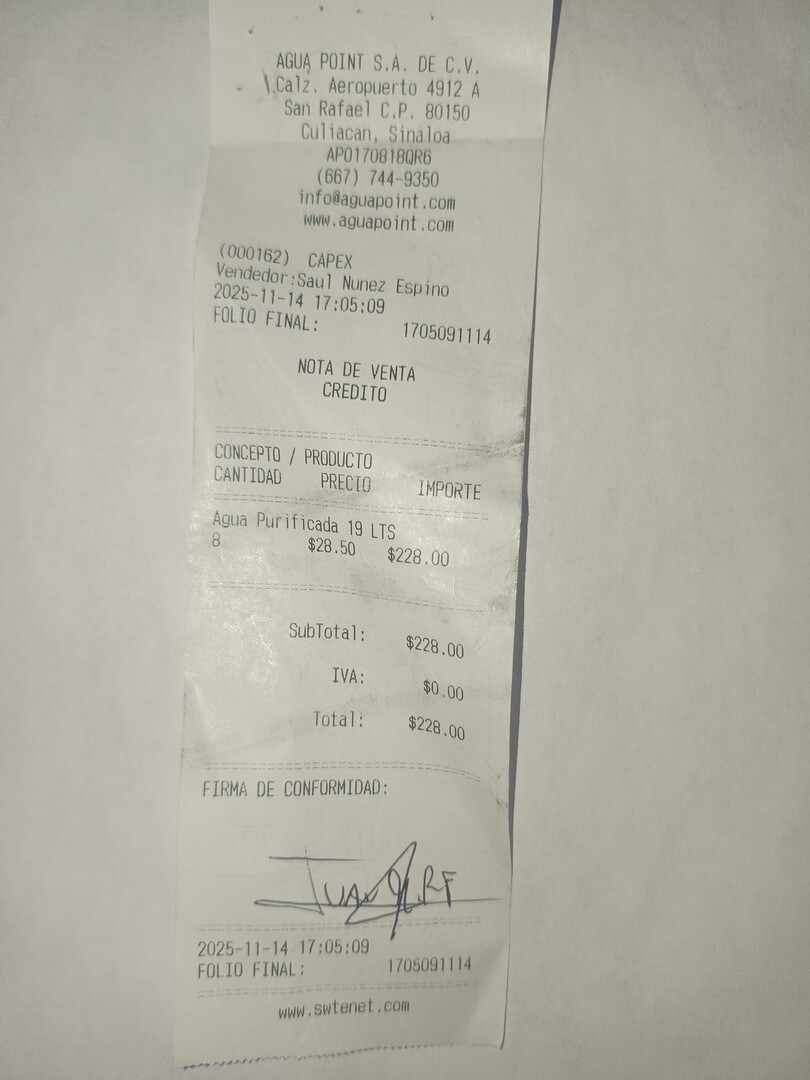 AGUA POINT S.A. DE C.V.
Calz. Aeropuerto 4912 A
San Rafael C.P. 80150
Culiacan, Sinaloa
APO170818QR6
(667) 744-9350
info@aguapoint.com
www.aguapoint.com
(000162) CAPEX
Vendedor:Saul Nunez Espino
2025-11-14 17:05:09
FOLIO FINAL: 1705091114
NOTA DE VENTA
CREDITO
CONCEPTO / PRODUCTO
CANTIDAD PRECIO IMPORTE
Agua Purificada 19 LTS
8 $28.50 $228.00
SubTotal: $228.00
IVA: $0.00
Total: $228.00
FIRMA DE CONFORMIDAD:
Juan
2025-11-14 17:05:09
FOLIO FINAL: 1705091114
www.swtenet.com